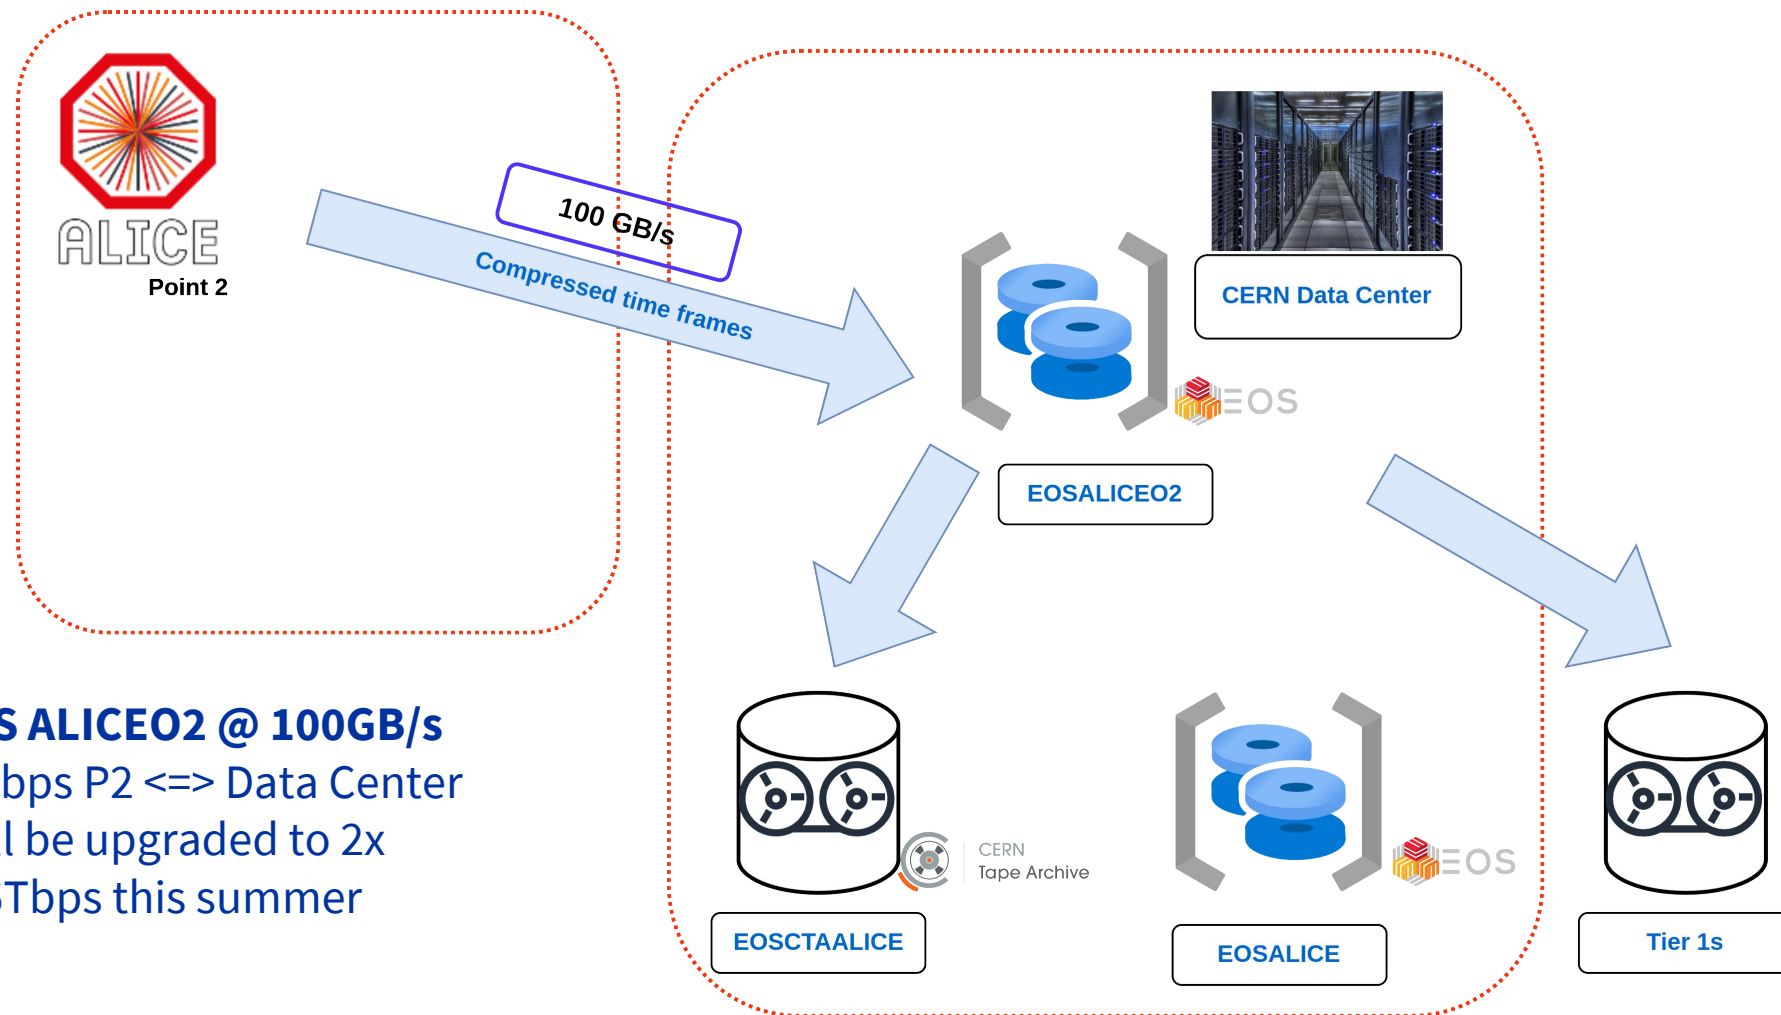 ALICE
Point 2
100 GB/s
Compressed time frames
CERN Data Center
EOS
EOSALICEO2
S ALICEO2 @ 100GB/s
bps P2 <=> Data Center
ll be upgraded to 2x
Tbps this summer
CERN
Tape Archive
EOS
EOSCTAALICE
EOSALICE
Tier 1s